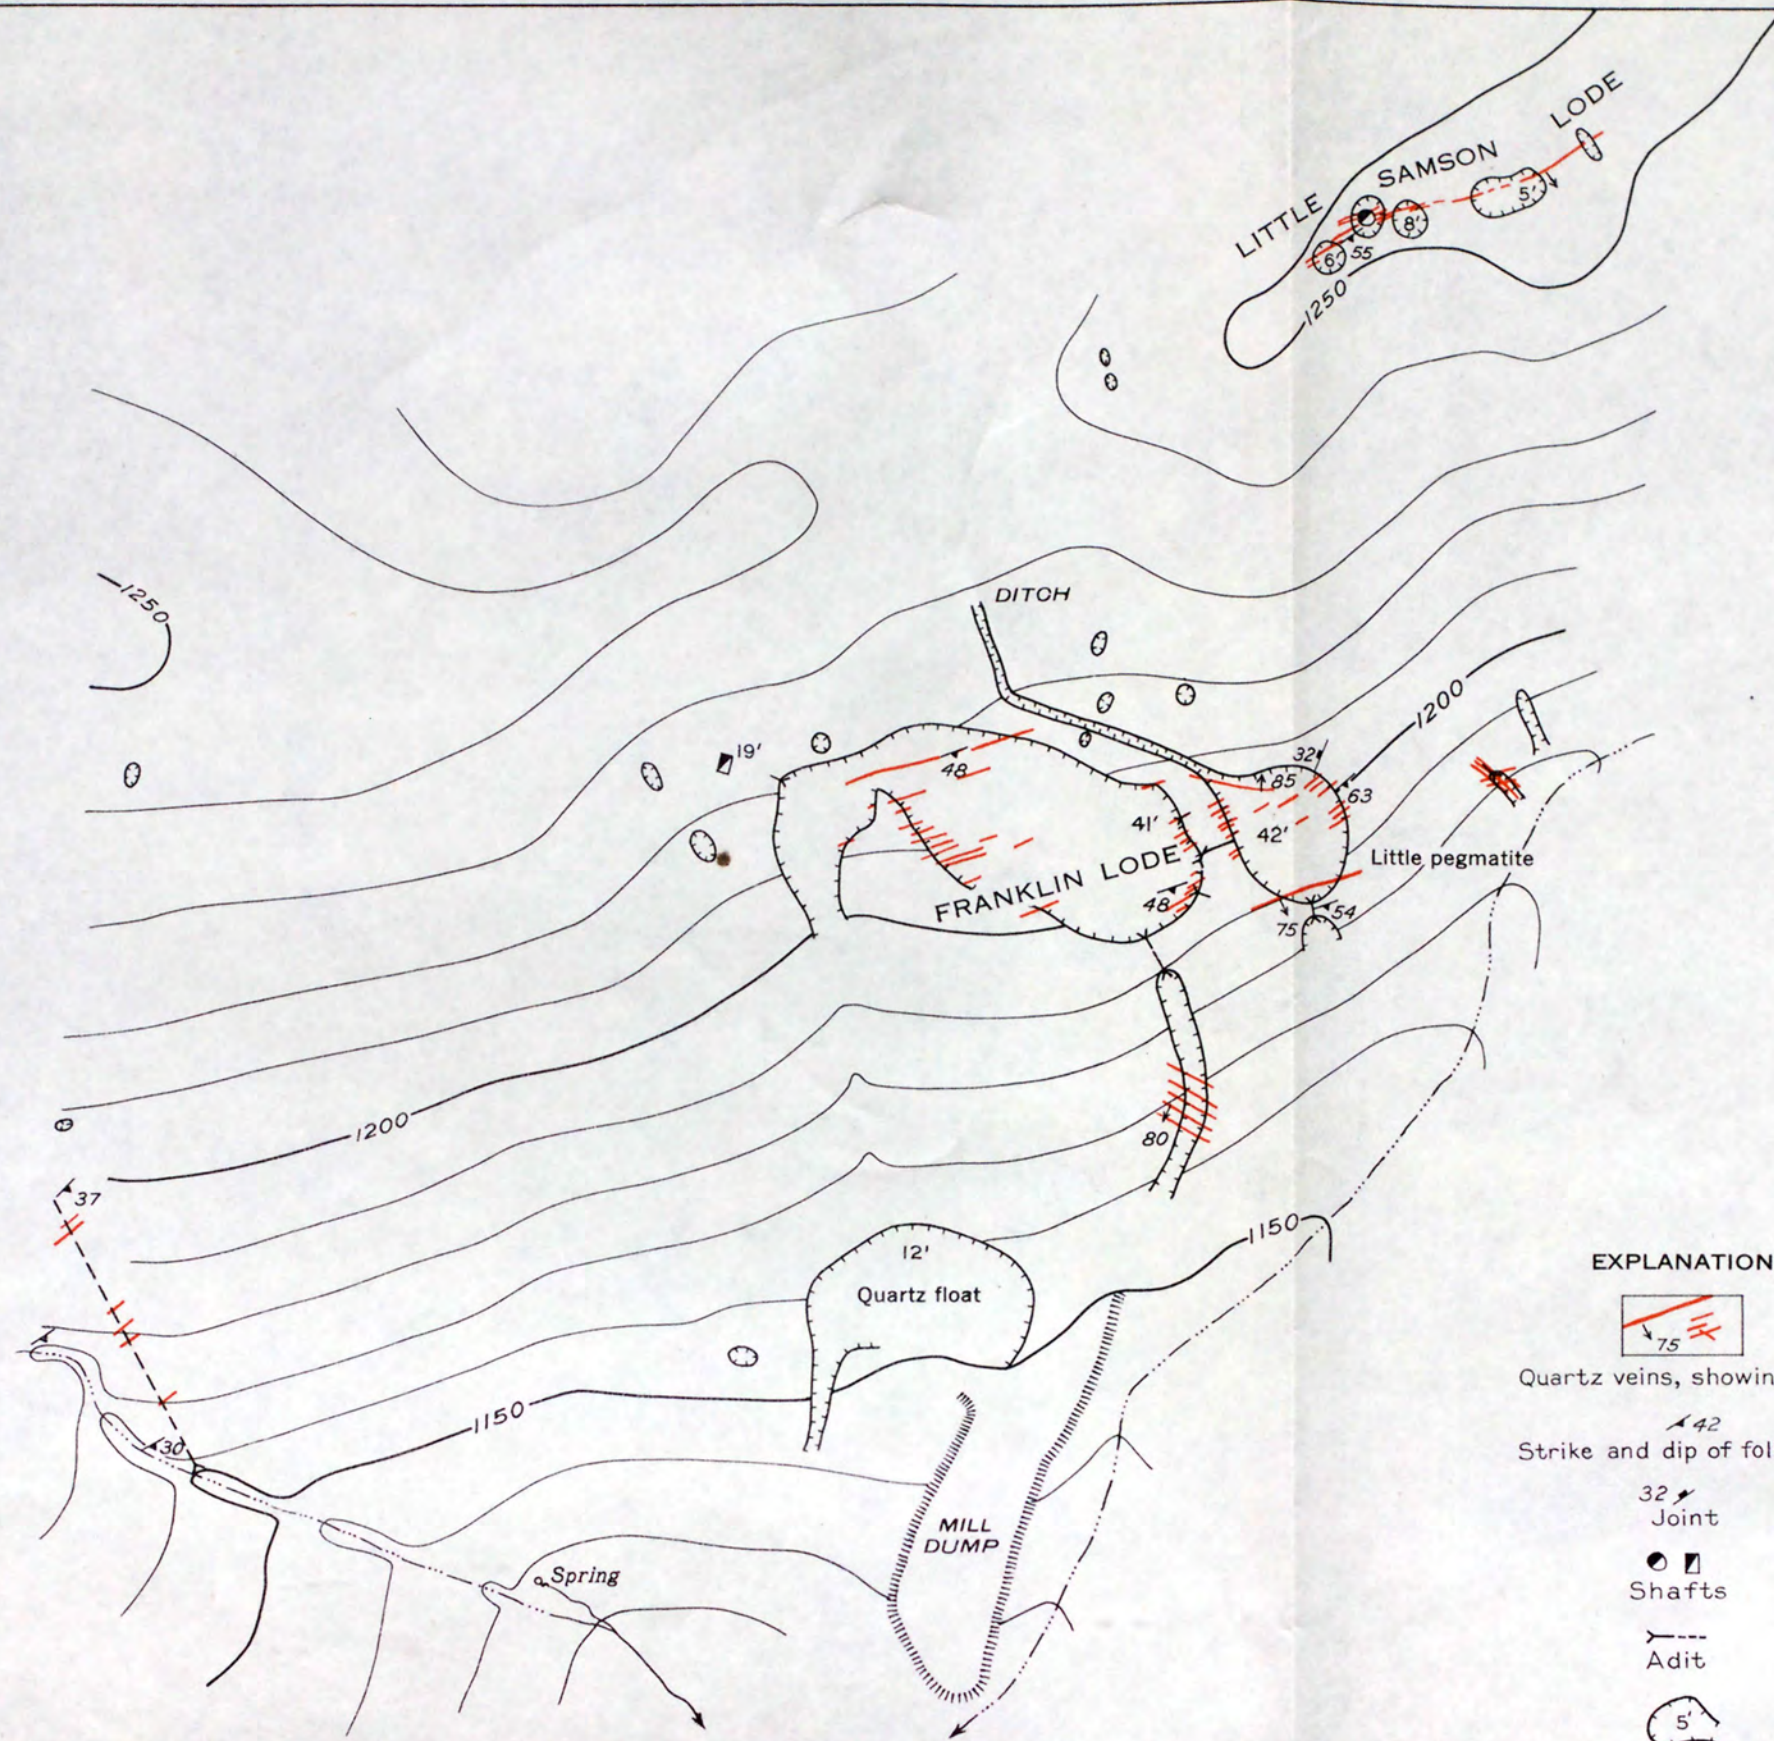 LITTLE SAMSON LODE
5'
8'
6'
55
1250
1250
DITCH
1200
19'
48
32
85
63
41'
42'
Little pegmatite
FRANKLIN LODE
48
54
75
1200
80
37
1150
12'
Quartz float
1150
30
MILL
DUMP
Spring
EXPLANATION
75
Quartz veins, showin
42
Strike and dip of fol
32
Joint
Shafts
Adit
5'